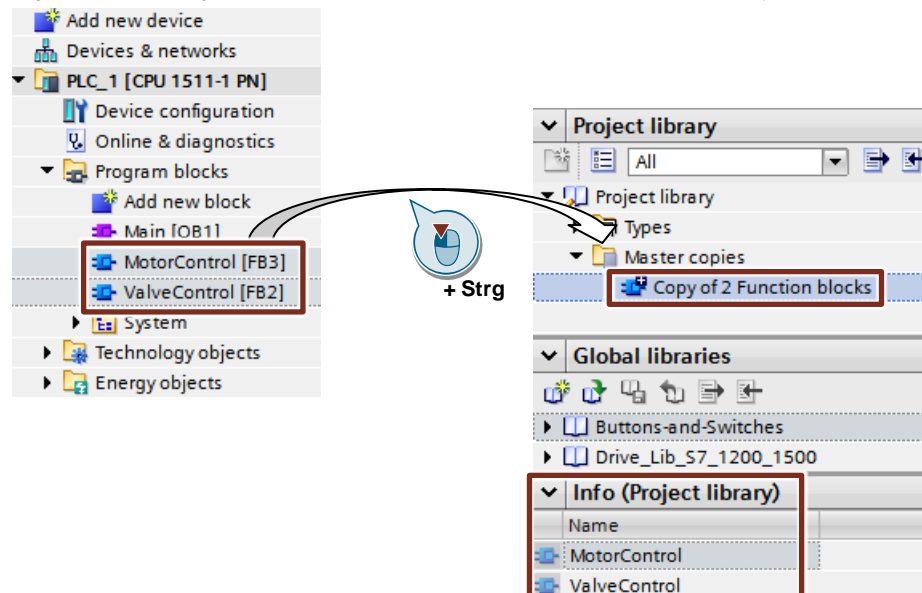 Add new device
Devices & networks
PLC_1 [CPU 1511-1 PN]
Device configuration
Online & diagnostics
Program blocks
Add new block
Main [OB1]
MotorControl [FB3]
ValveControl [FB2]
System
Technology objects
Energy objects
+ Strg
Project library
All
Project library
Types
Master copies
Copy of 2 Function blocks
Global libraries
Buttons-and-Switches
Drive_Lib_S7_1200_1500
Info (Project library)
Name
MotorControl
ValveControl